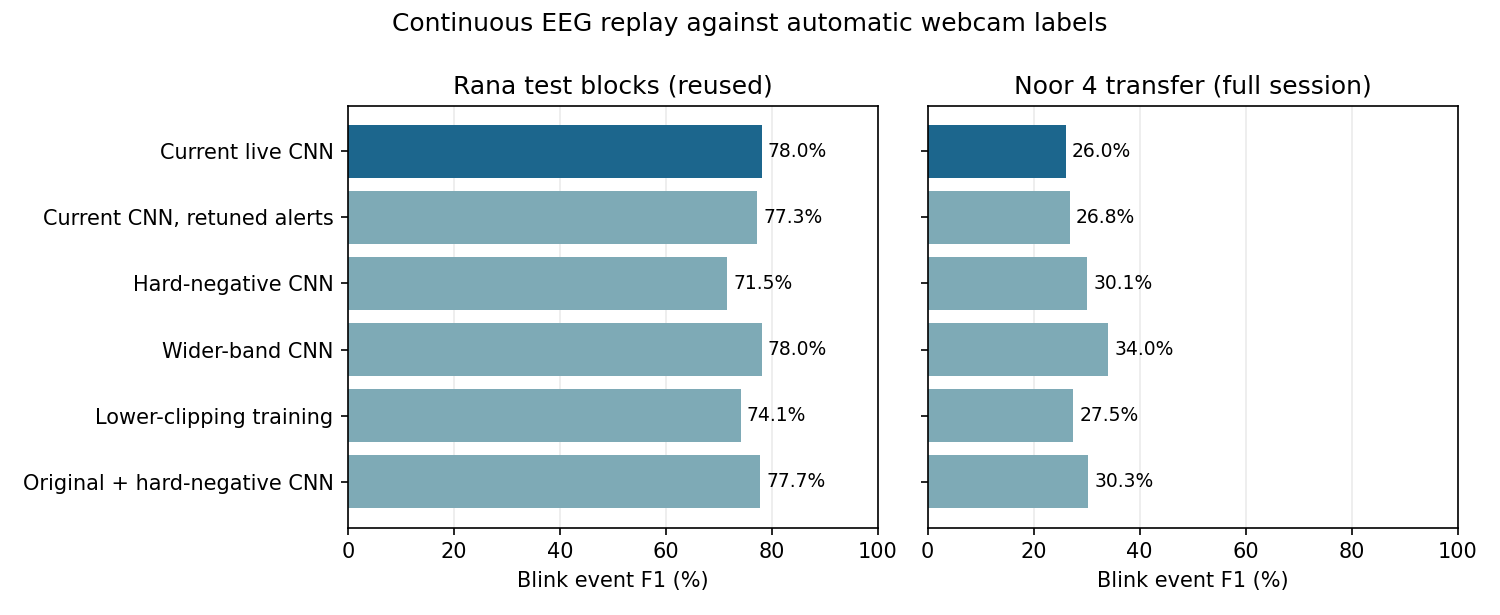 Continuous EEG replay against automatic webcam labels
Rana test blocks (reused)
Current live CNN
78.0%
Current CNN, retuned alerts
77.3%
Hard-negative CNN
71.5%
Wider-band CNN
78.0%
Lower-clipping training
74.1%
Original + hard-negative CNN
77.7%
0 20 40 60 80 100
Blink event F1 (%)
Noor 4 transfer (full session)
26.0%
26.8%
30.1%
34.0%
27.5%
30.3%
0 20 40 60 80 100
Blink event F1 (%)